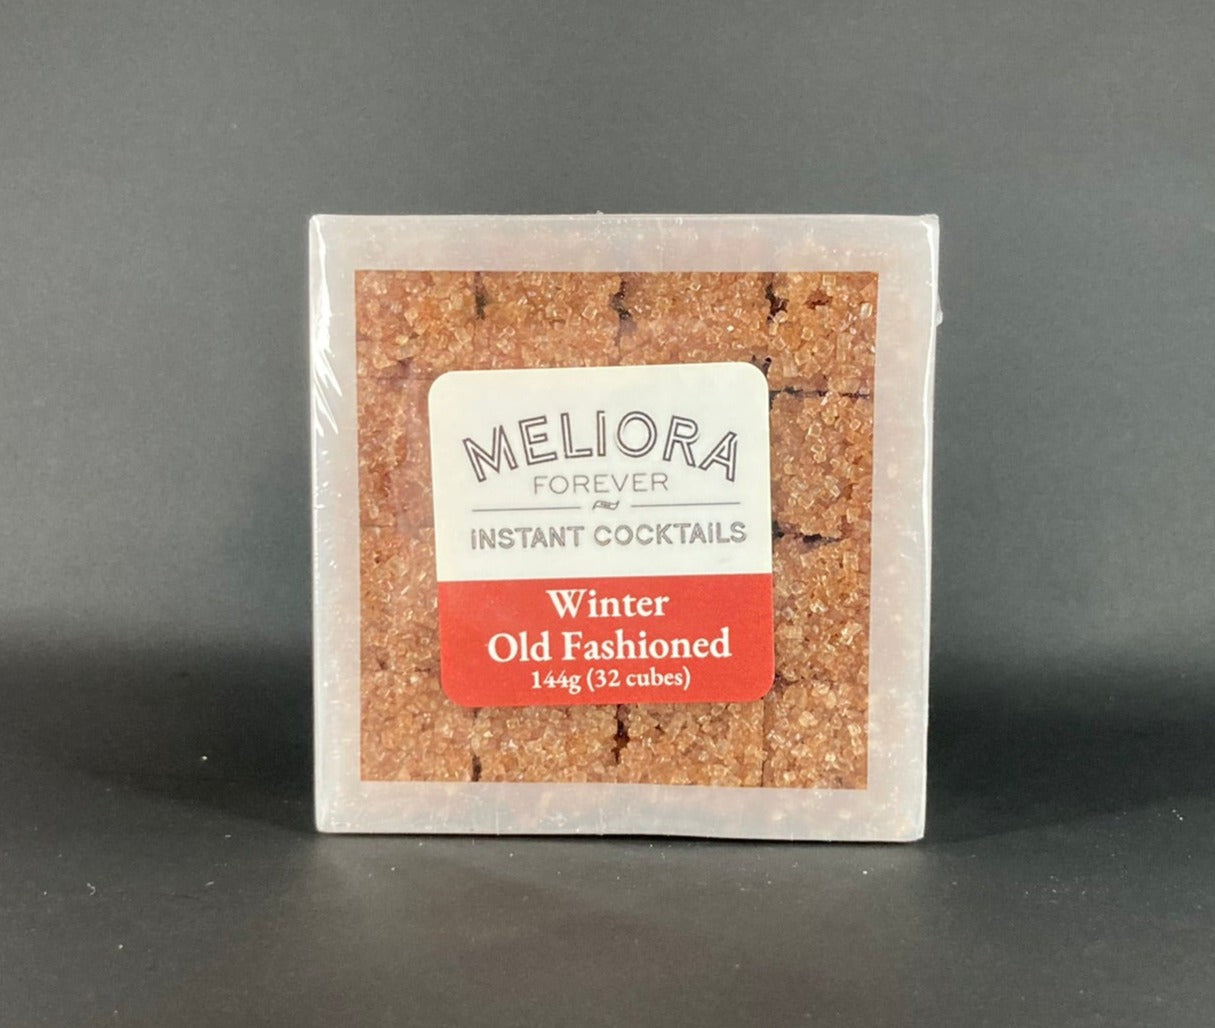 MELIORA
FOREVER
INSTANT COCKTAILS
Winter
Old Fashioned
144g (32 cubes)